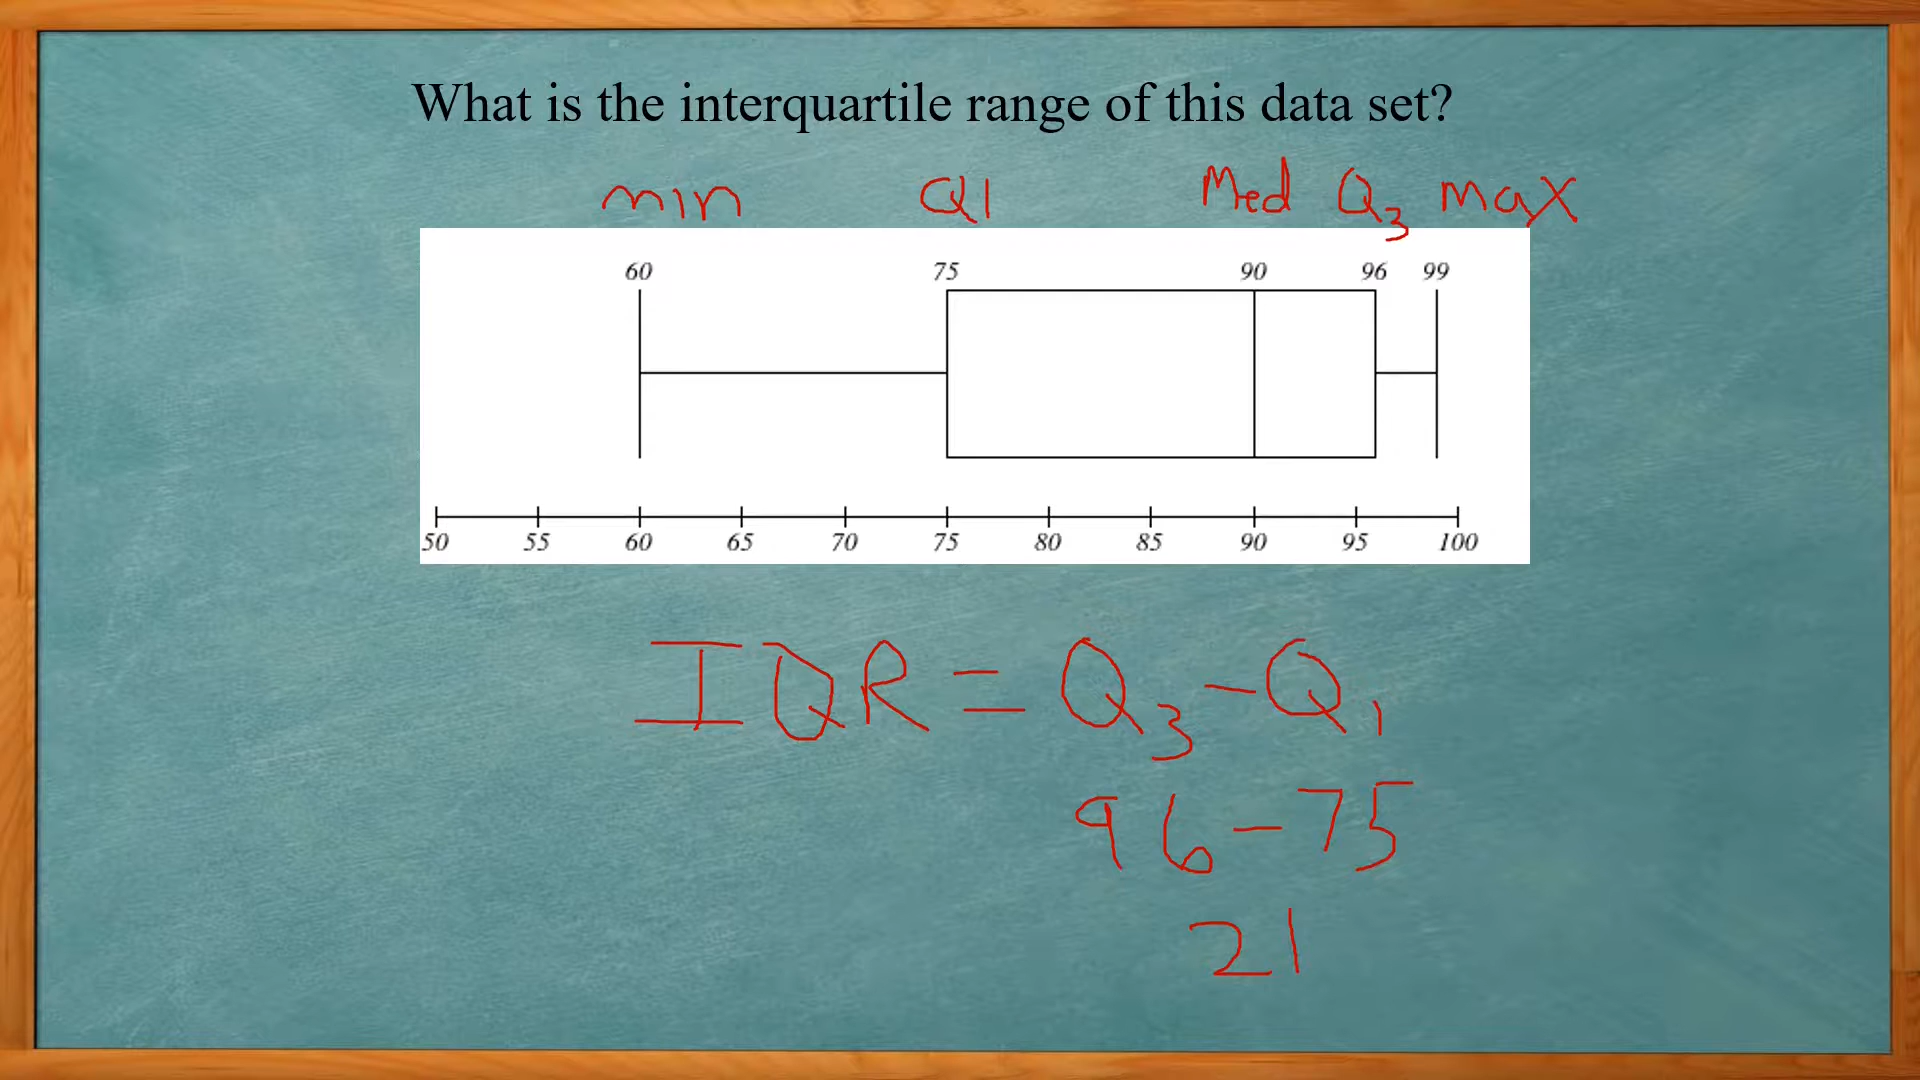 What is the interquartile range of this data set?
min Q1 Med Q3 Max
60 75 90 96 99
50 55 60 65 70 75 80 85 90 95 100
IQR = Q3 - Q1
96 - 75
21